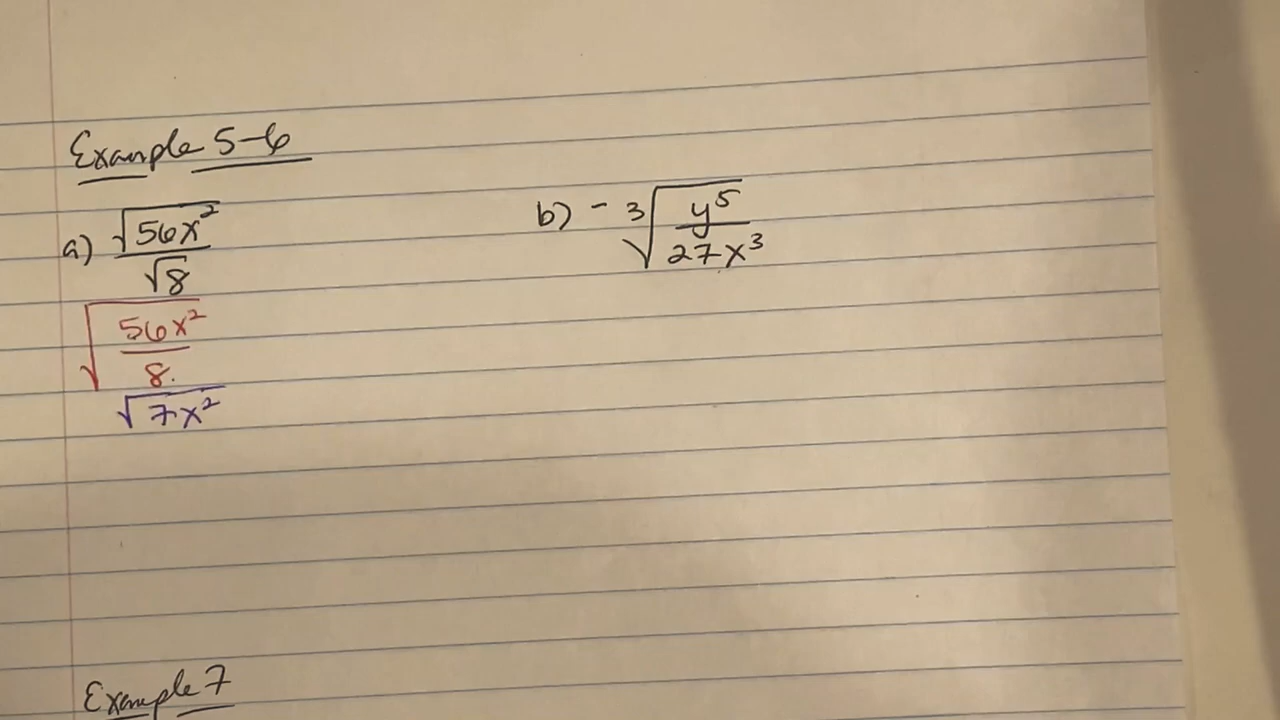 Example 5-6
a) √56x² / √8
√(56x² / 8)
√7x²
b) - ³√(y⁵ / 27x³)
Example 7